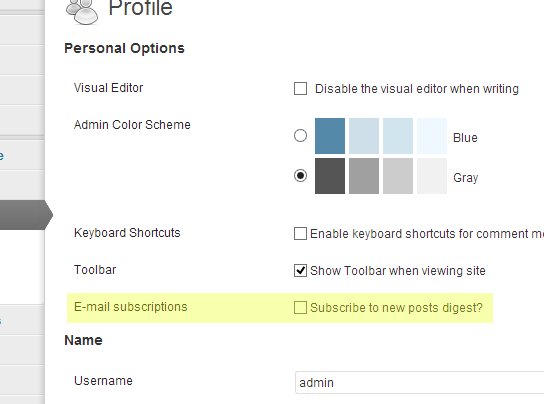 Profile
Personal Options
Visual Editor Disable the visual editor when writing
Admin Color Scheme
Blue
Gray
Keyboard Shortcuts Enable keyboard shortcuts for comment
Toolbar Show Toolbar when viewing site
E-mail subscriptions Subscribe to new posts digest?
Name
Username admin